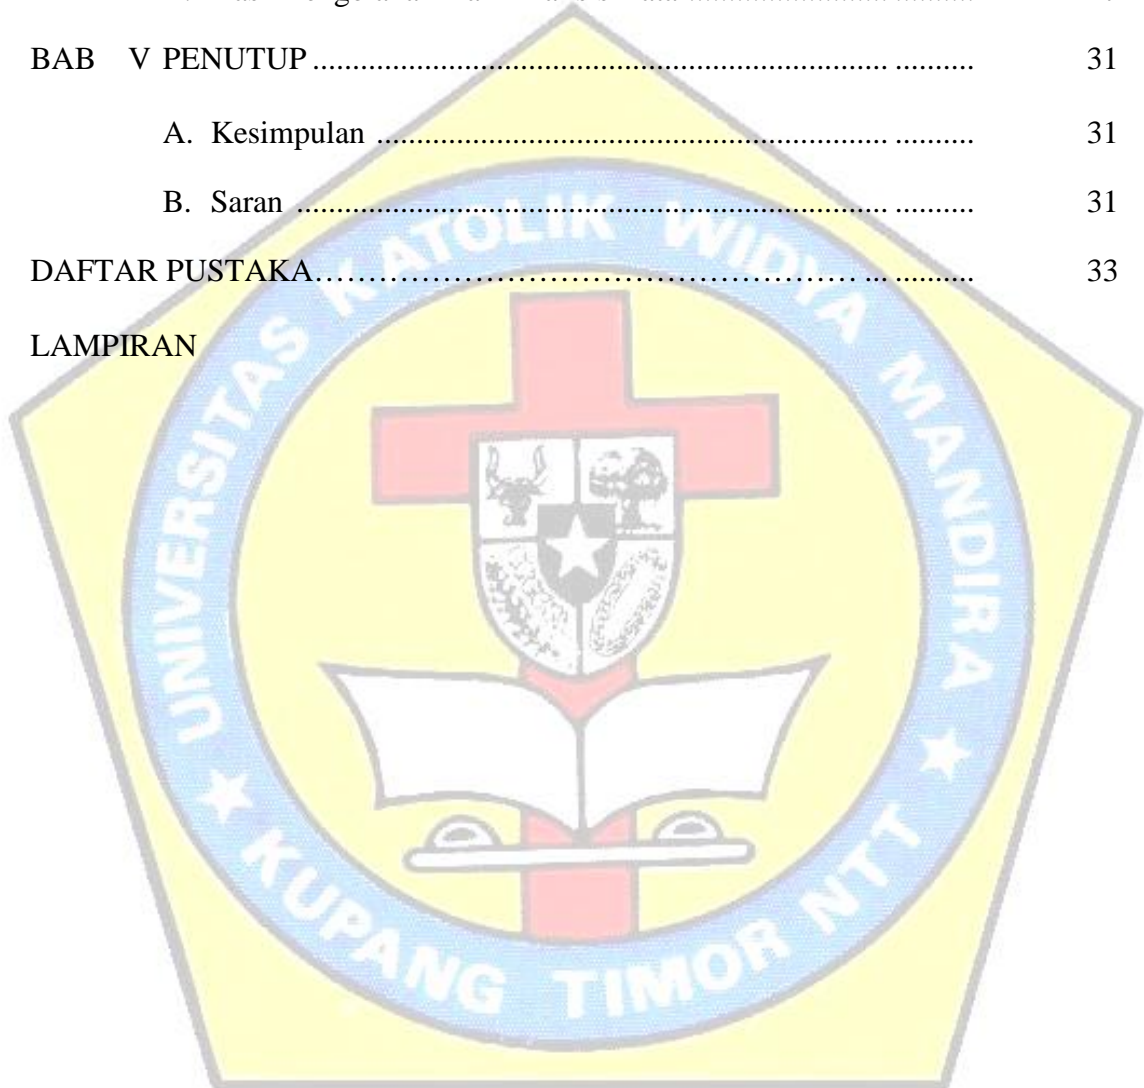 BAB V PENUTUP ........................................................................ .......... 31
A. Kesimpulan ................................................................ .......... 31
B. Saran .......................................................................... .......... 31
DAFTAR PUSTAKA…………………………………………………… ... .......... 33
LAMPIRAN
UNIVERSITAS KATOLIK WIDYA MANDIRA
★ KUPANG TIMOR NTT ★